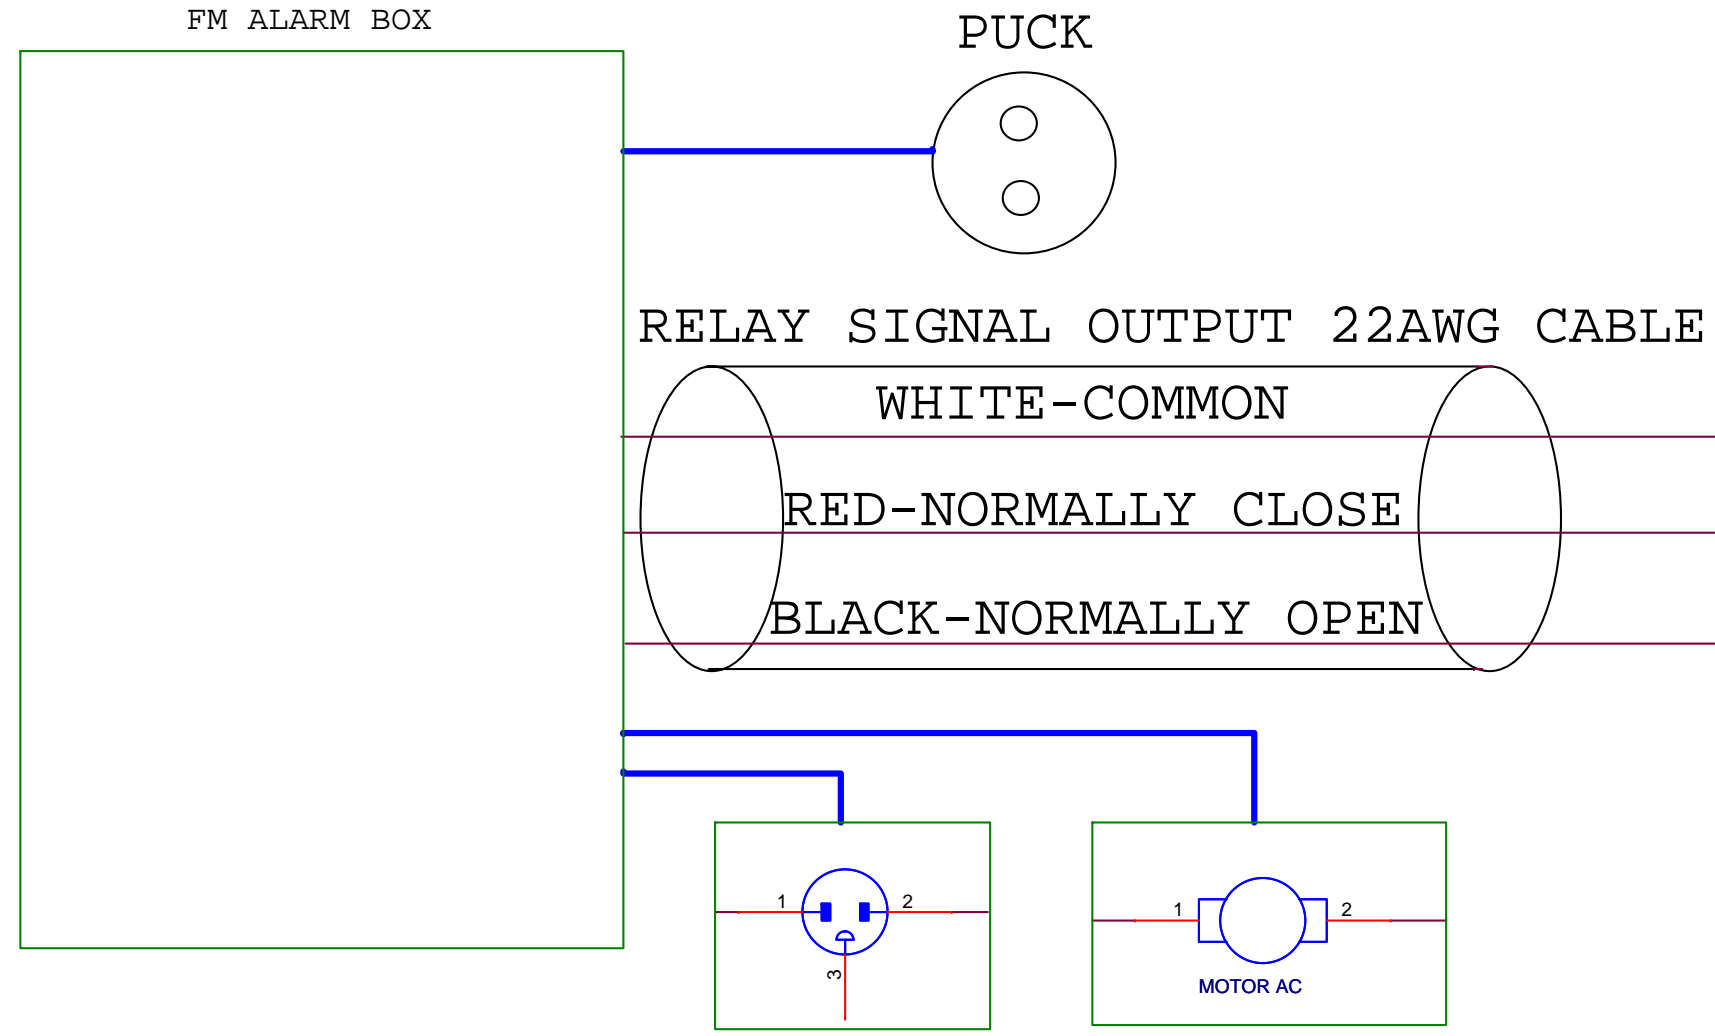 FM ALARM BOX
PUCK
RELAY SIGNAL OUTPUT 22AWG CABLE
WHITE-COMMON
RED-NORMALLY CLOSE
BLACK-NORMALLY OPEN
1
2
3
1
2
MOTOR AC